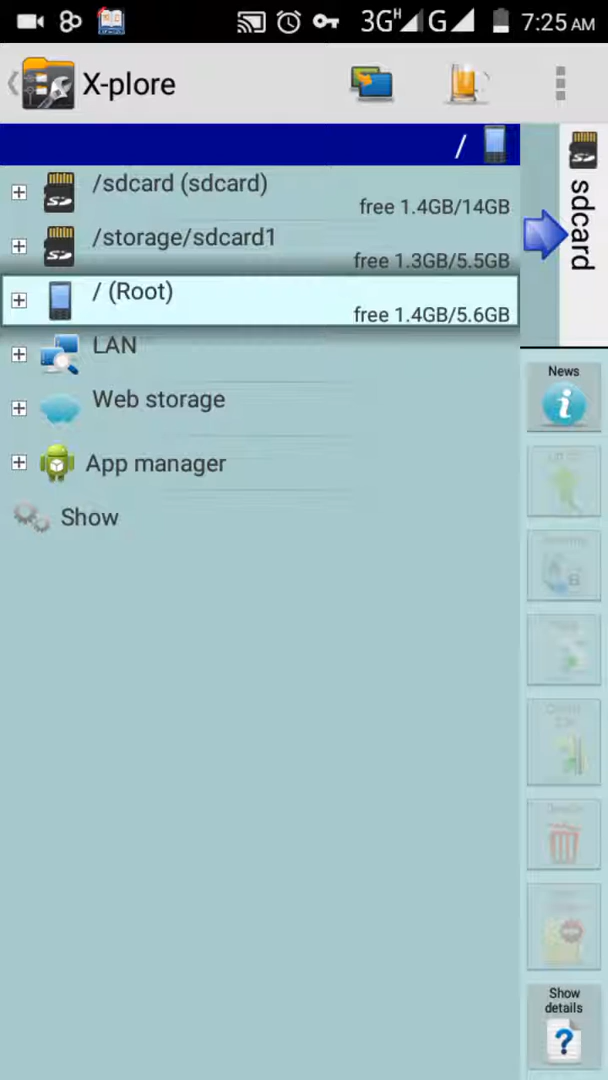 3G H G 7:25 AM
X-plore
/
/sdcard (sdcard)
free 1.4GB/14GB
/storage/sdcard1
free 1.3GB/5.5GB
/ (Root)
free 1.4GB/5.6GB
LAN
Web storage
App manager
Show
sdcard
News
Show
details